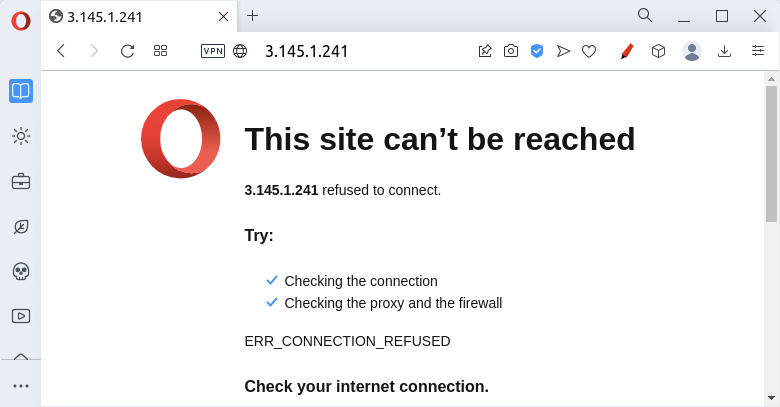 3.145.1.241
VPN 3.145.1.241
This site can’t be reached
3.145.1.241 refused to connect.
Try:
Checking the connection
Checking the proxy and the firewall
ERR_CONNECTION_REFUSED
Check your internet connection.